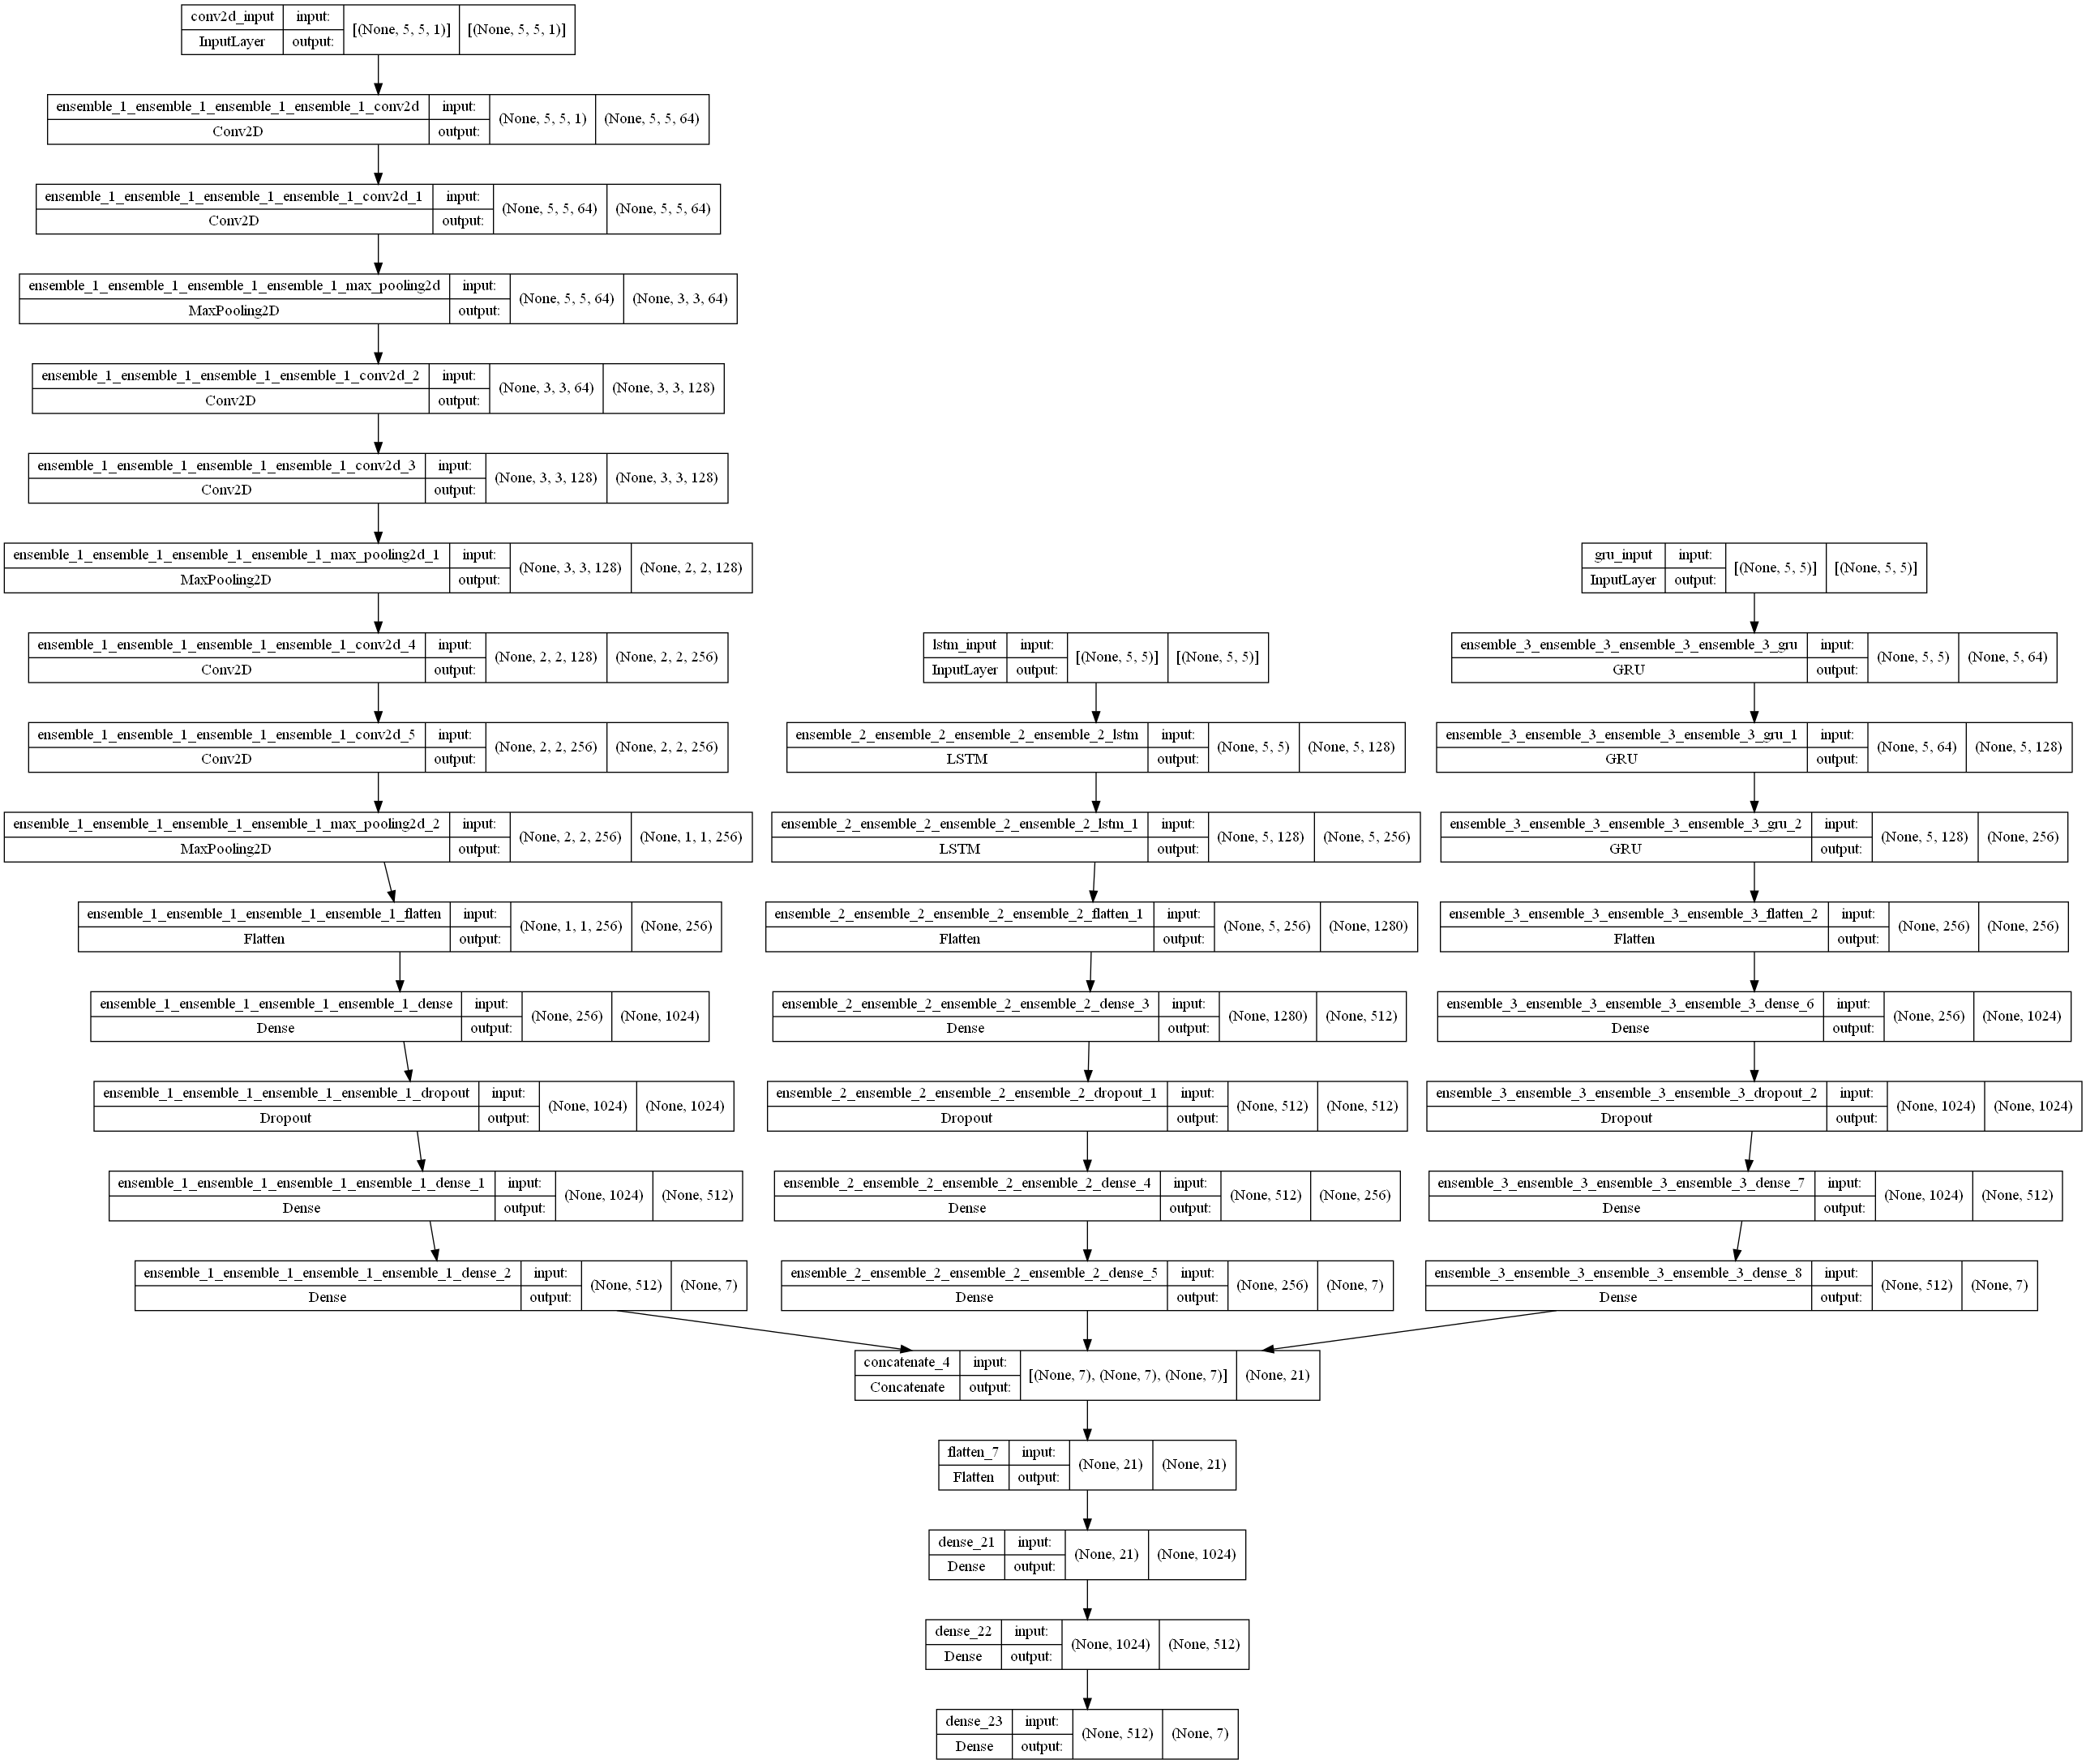 conv2d_input
InputLayer
input:
output:
[(None, 5, 5, 1)]
[(None, 5, 5, 1)]
ensemble_1_ensemble_1_ensemble_1_ensemble_1_conv2d
Conv2D
input:
output:
(None, 5, 5, 1)
(None, 5, 5, 64)
ensemble_1_ensemble_1_ensemble_1_ensemble_1_conv2d_1
Conv2D
input:
output:
(None, 5, 5, 64)
(None, 5, 5, 64)
ensemble_1_ensemble_1_ensemble_1_ensemble_1_max_pooling2d
MaxPooling2D
input:
output:
(None, 5, 5, 64)
(None, 3, 3, 64)
ensemble_1_ensemble_1_ensemble_1_ensemble_1_conv2d_2
Conv2D
input:
output:
(None, 3, 3, 64)
(None, 3, 3, 128)
ensemble_1_ensemble_1_ensemble_1_ensemble_1_conv2d_3
Conv2D
input:
output:
(None, 3, 3, 128)
(None, 3, 3, 128)
ensemble_1_ensemble_1_ensemble_1_ensemble_1_max_pooling2d_1
MaxPooling2D
input:
output:
(None, 3, 3, 128)
(None, 2, 2, 128)
ensemble_1_ensemble_1_ensemble_1_ensemble_1_conv2d_4
Conv2D
input:
output:
(None, 2, 2, 128)
(None, 2, 2, 256)
ensemble_1_ensemble_1_ensemble_1_ensemble_1_conv2d_5
Conv2D
input:
output:
(None, 2, 2, 256)
(None, 2, 2, 256)
ensemble_1_ensemble_1_ensemble_1_ensemble_1_max_pooling2d_2
MaxPooling2D
input:
output:
(None, 2, 2, 256)
(None, 1, 1, 256)
ensemble_1_ensemble_1_ensemble_1_ensemble_1_flatten
Flatten
input:
output:
(None, 1, 1, 256)
(None, 256)
ensemble_1_ensemble_1_ensemble_1_ensemble_1_dense
Dense
input:
output:
(None, 256)
(None, 1024)
ensemble_1_ensemble_1_ensemble_1_ensemble_1_dropout
Dropout
input:
output:
(None, 1024)
(None, 1024)
ensemble_1_ensemble_1_ensemble_1_ensemble_1_dense_1
Dense
input:
output:
(None, 1024)
(None, 512)
ensemble_1_ensemble_1_ensemble_1_ensemble_1_dense_2
Dense
input:
output:
(None, 512)
(None, 7)
lstm_input
InputLayer
input:
output:
[(None, 5, 5)]
[(None, 5, 5)]
ensemble_2_ensemble_2_ensemble_2_ensemble_2_lstm
LSTM
input:
output:
(None, 5, 5)
(None, 5, 128)
ensemble_2_ensemble_2_ensemble_2_ensemble_2_lstm_1
LSTM
input:
output:
(None, 5, 128)
(None, 5, 256)
ensemble_2_ensemble_2_ensemble_2_ensemble_2_flatten_1
Flatten
input:
output:
(None, 5, 256)
(None, 1280)
ensemble_2_ensemble_2_ensemble_2_ensemble_2_dense_3
Dense
input:
output:
(None, 1280)
(None, 512)
ensemble_2_ensemble_2_ensemble_2_ensemble_2_dropout_1
Dropout
input:
output:
(None, 512)
(None, 512)
ensemble_2_ensemble_2_ensemble_2_ensemble_2_dense_4
Dense
input:
output:
(None, 512)
(None, 256)
ensemble_2_ensemble_2_ensemble_2_ensemble_2_dense_5
Dense
input:
output:
(None, 256)
(None, 7)
gru_input
InputLayer
input:
output:
[(None, 5, 5)]
[(None, 5, 5)]
ensemble_3_ensemble_3_ensemble_3_ensemble_3_gru
GRU
input:
output:
(None, 5, 5)
(None, 5, 64)
ensemble_3_ensemble_3_ensemble_3_ensemble_3_gru_1
GRU
input:
output:
(None, 5, 64)
(None, 5, 128)
ensemble_3_ensemble_3_ensemble_3_ensemble_3_gru_2
GRU
input:
output:
(None, 5, 128)
(None, 256)
ensemble_3_ensemble_3_ensemble_3_ensemble_3_flatten_2
Flatten
input:
output:
(None, 256)
(None, 256)
ensemble_3_ensemble_3_ensemble_3_ensemble_3_dense_6
Dense
input:
output:
(None, 256)
(None, 1024)
ensemble_3_ensemble_3_ensemble_3_ensemble_3_dropout_2
Dropout
input:
output:
(None, 1024)
(None, 1024)
ensemble_3_ensemble_3_ensemble_3_ensemble_3_dense_7
Dense
input:
output:
(None, 1024)
(None, 512)
ensemble_3_ensemble_3_ensemble_3_ensemble_3_dense_8
Dense
input:
output:
(None, 512)
(None, 7)
concatenate_4
Concatenate
input:
output:
[(None, 7), (None, 7), (None, 7)]
(None, 21)
flatten_7
Flatten
input:
output:
(None, 21)
(None, 21)
dense_21
Dense
input:
output:
(None, 21)
(None, 1024)
dense_22
Dense
input:
output:
(None, 1024)
(None, 512)
dense_23
Dense
input:
output:
(None, 512)
(None, 7)